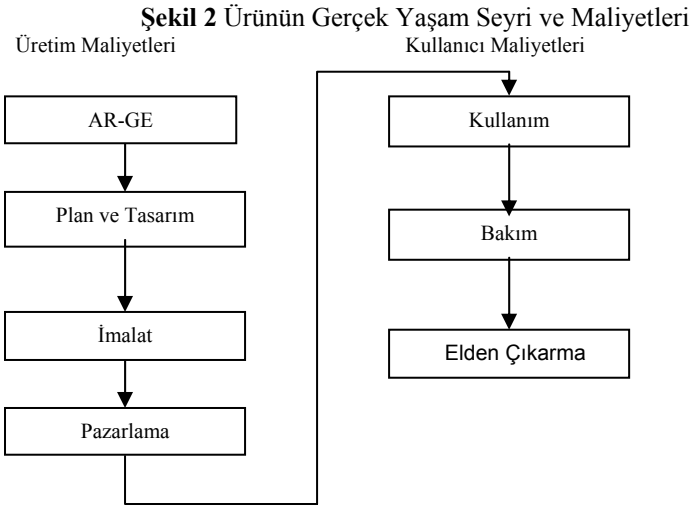 Şekil 2 Ürünün Gerçek Yaşam Seyri ve Maliyetleri
Üretim Maliyetleri
Kullanıcı Maliyetleri
AR-GE
Plan ve Tasarım
İmalat
Pazarlama
Kullanım
Bakım
Elden Çıkarma